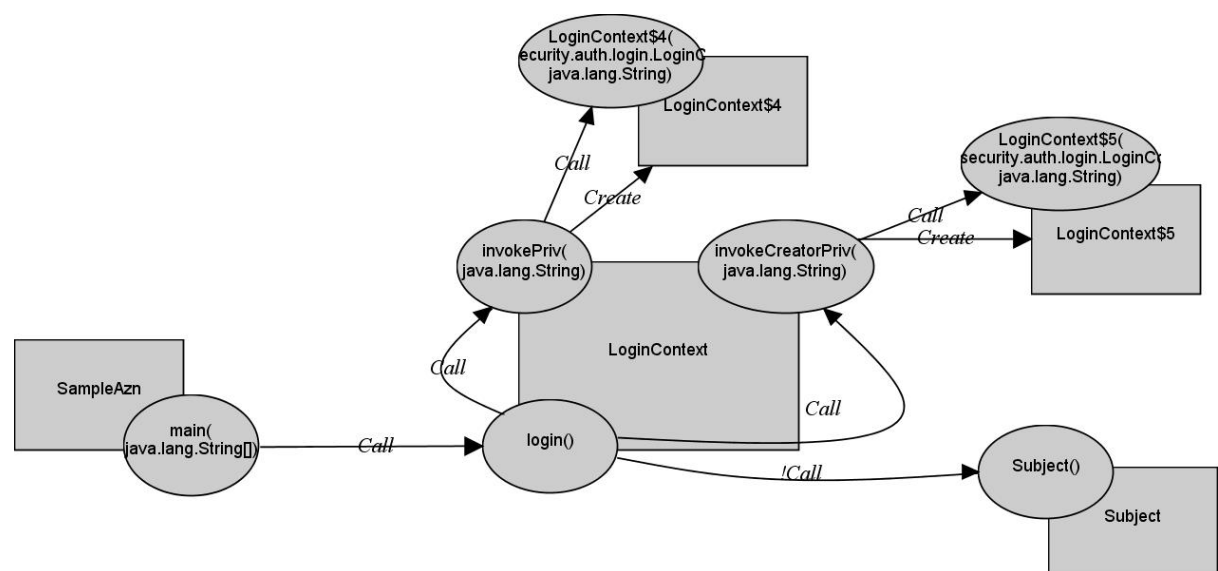 LoginContext$4(
ecurity.auth.login.LoginC
java.lang.String)
LoginContext$4
LoginContext$5(
security.auth.login.LoginCo
java.lang.String)
LoginContext$5
Call
Create
Call
Create
invokePriv(
java.lang.String)
invokeCreatorPriv(
java.lang.String)
LoginContext
SampleAzn
Call
Call
main(
java.lang.String[])
Call
login()
!Call
Subject()
Subject